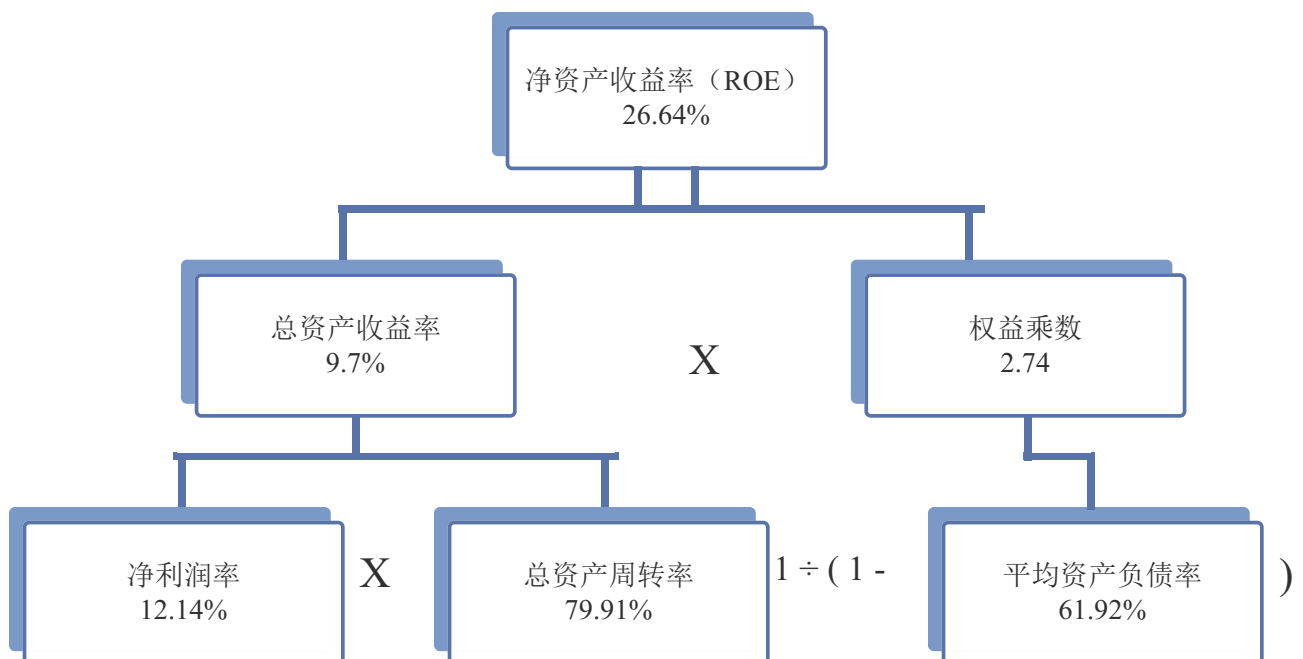 净资产收益率（ROE）
26.64%
总资产收益率
9.7%
X
权益乘数
2.74
净利润率
12.14%
X
总资产周转率
79.91%
1 ÷ ( 1 -
平均资产负债率
61.92%
)